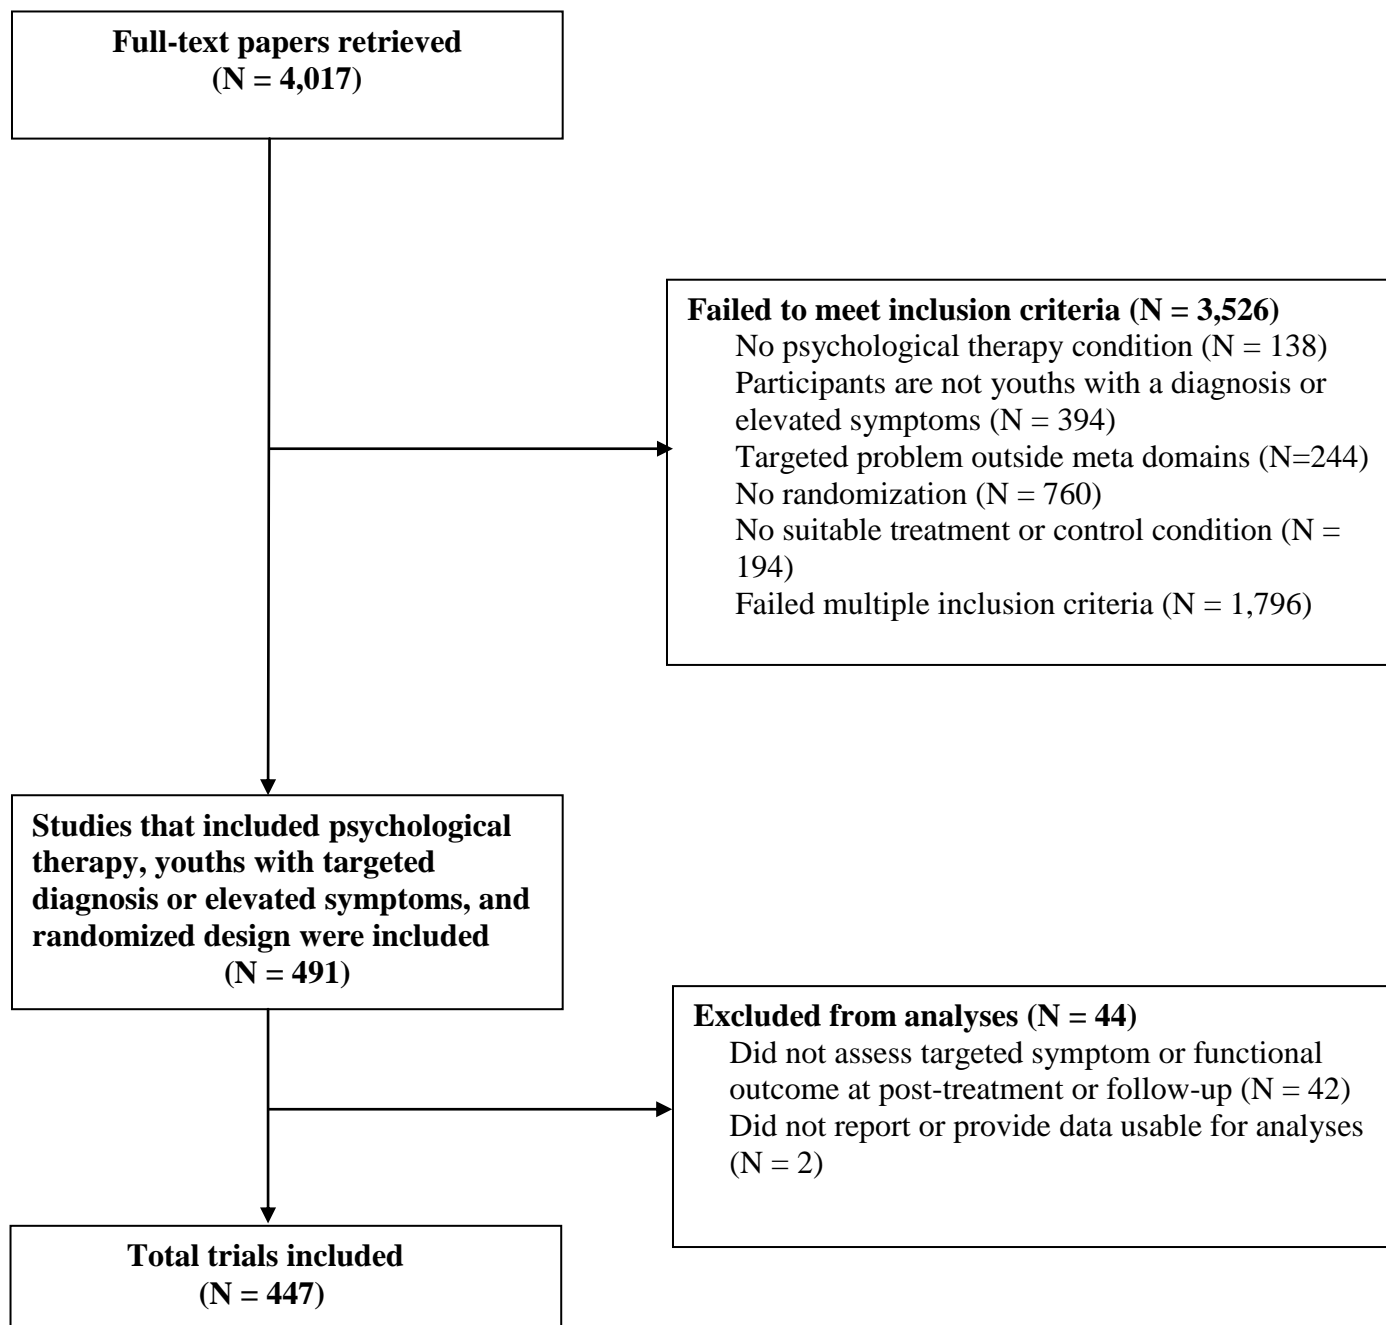 Full-text papers retrieved
(N = 4,017)
Failed to meet inclusion criteria (N = 3,526)
No psychological therapy condition (N = 138)
Participants are not youths with a diagnosis or
elevated symptoms (N = 394)
Targeted problem outside meta domains (N=244)
No randomization (N = 760)
No suitable treatment or control condition (N =
194)
Failed multiple inclusion criteria (N = 1,796)
Studies that included psychological
therapy, youths with targeted
diagnosis or elevated symptoms, and
randomized design were included
(N = 491)
Excluded from analyses (N = 44)
Did not assess targeted symptom or functional
outcome at post-treatment or follow-up (N = 42)
Did not report or provide data usable for analyses
(N = 2)
Total trials included
(N = 447)